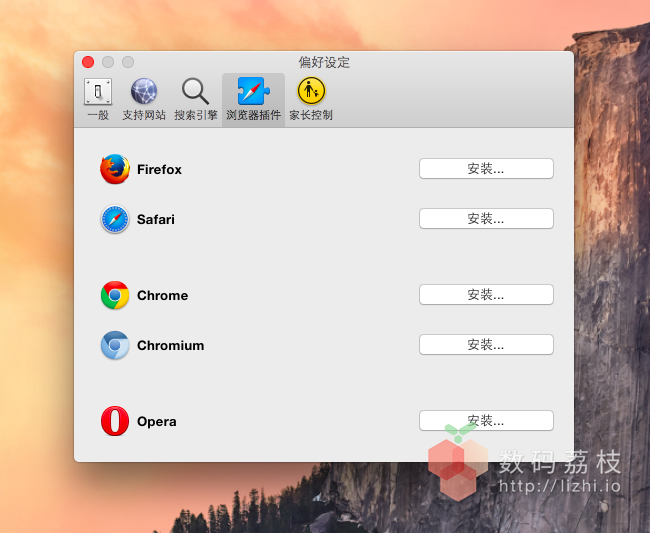 偏好设定
一般
支持网站
搜索引擎
浏览器插件
家长控制
Firefox
安装...
Safari
安装...
Chrome
安装...
Chromium
安装...
Opera
安装...
数码荔枝
http://lizhi.io